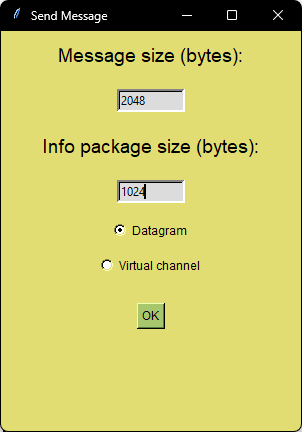 Send Message
Message size (bytes):
2048
Info package size (bytes):
1024
Datagram
Virtual channel
OK